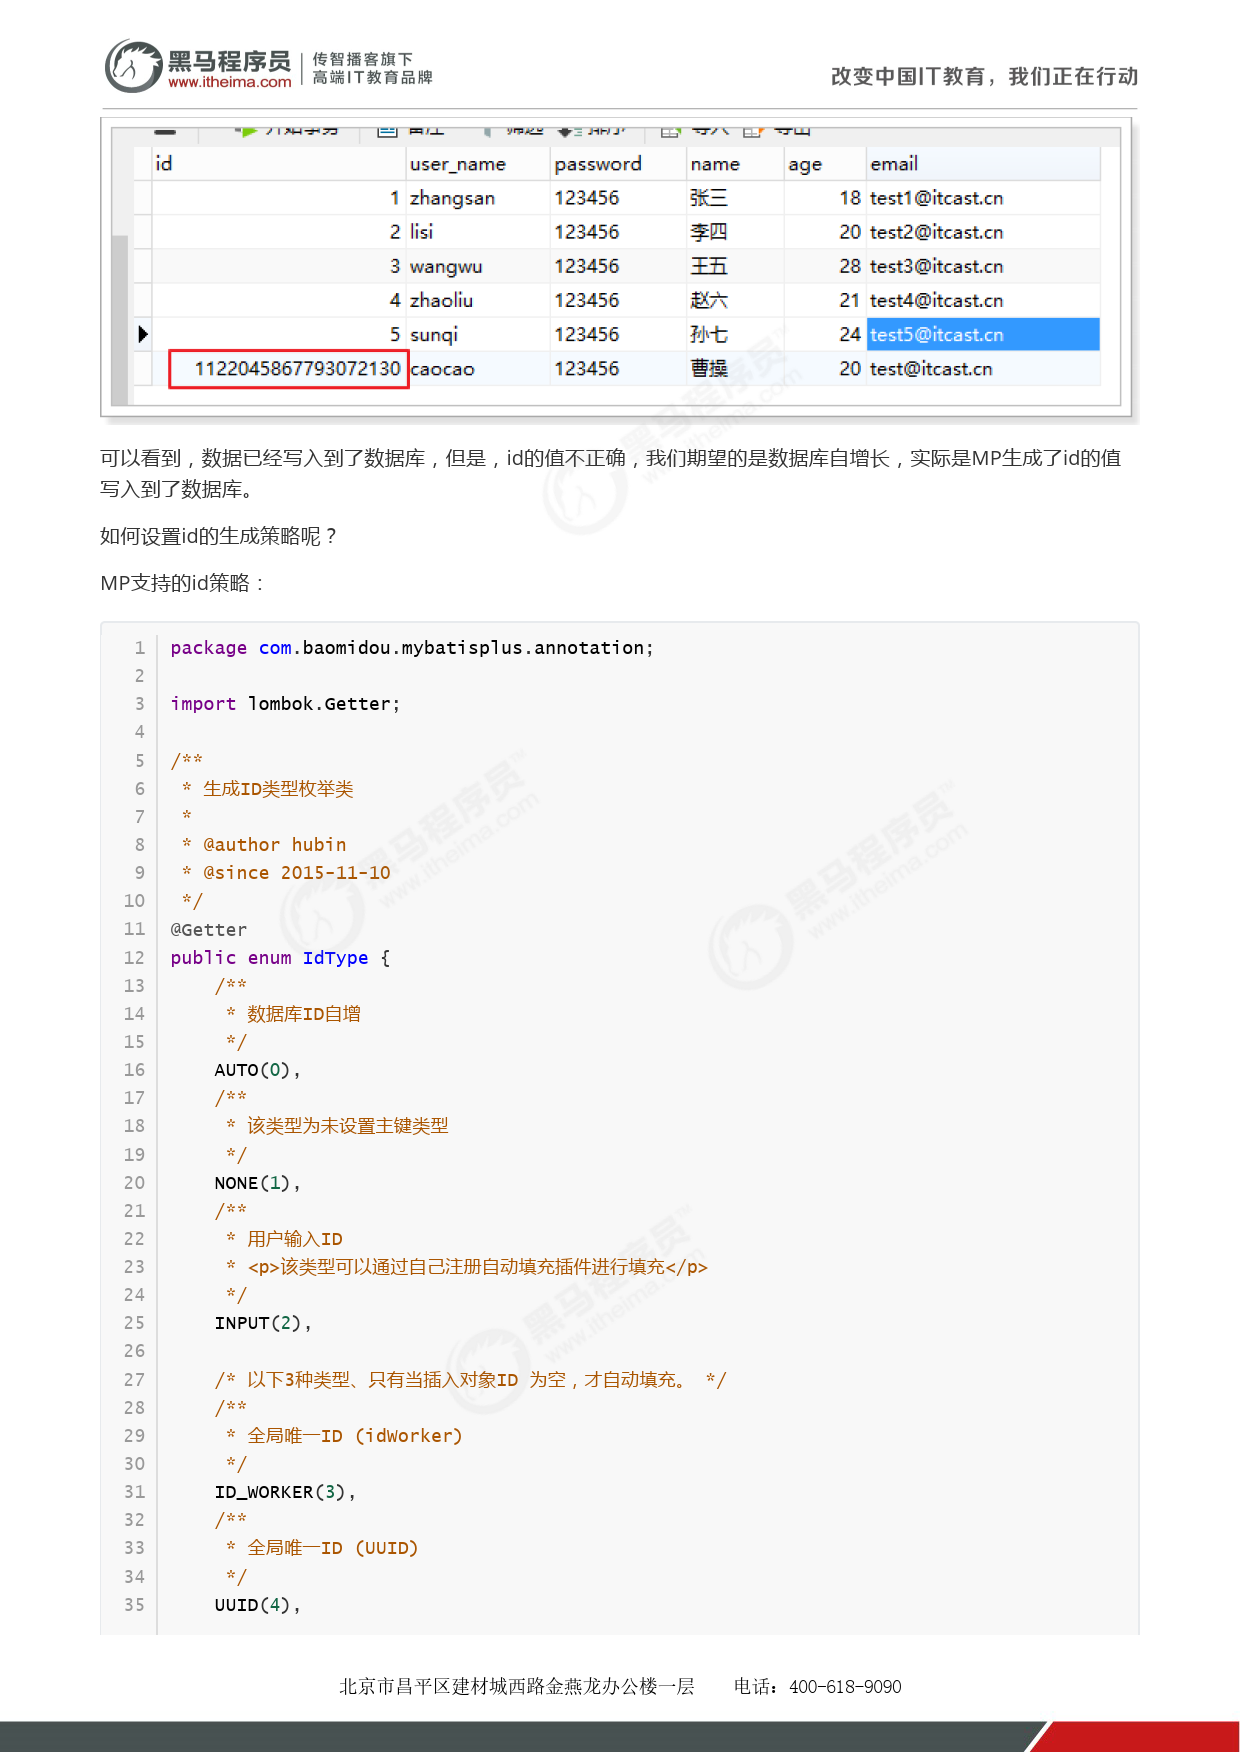 黑马程序员
www.itheima.com
传智播客旗下
高端IT教育品牌
改变中国IT教育，我们正在行动
id user_name password name age email
1 zhangsan 123456 张三 18 test1@itcast.cn
2 lisi 123456 李四 20 test2@itcast.cn
3 wangwu 123456 王五 28 test3@itcast.cn
4 zhaoliu 123456 赵六 21 test4@itcast.cn
5 sunqi 123456 孙七 24 test5@itcast.cn
1122045867793072130 caocao 123456 曹操 20 test@itcast.cn
可以看到，数据已经写入到了数据库，但是，id的值不正确，我们期望的是数据库自增长，实际是MP生成了id的值
写入到了数据库。
如何设置id的生成策略呢？
MP支持的id策略：
1 package com.baomidou.mybatisplus.annotation;
2
3 import lombok.Getter;
4
5 /**
6  * 生成ID类型枚举类
7  *
8  * @author hubin
9  * @since 2015-11-10
10  */
11 @Getter
12 public enum IdType {
13     /**
14      * 数据库ID自增
15      */
16     AUTO(0),
17     /**
18      * 该类型为未设置主键类型
19      */
20     NONE(1),
21     /**
22      * 用户输入ID
23      * <p>该类型可以通过自己注册自动填充插件进行填充</p>
24      */
25     INPUT(2),
26
27     /* 以下3种类型、只有当插入对象ID 为空，才自动填充。 */
28     /**
29      * 全局唯一ID (idWorker)
30      */
31     ID_WORKER(3),
32     /**
33      * 全局唯一ID (UUID)
34      */
35     UUID(4),
北京市昌平区建材城西路金燕龙办公楼一层 电话：400-618-9090